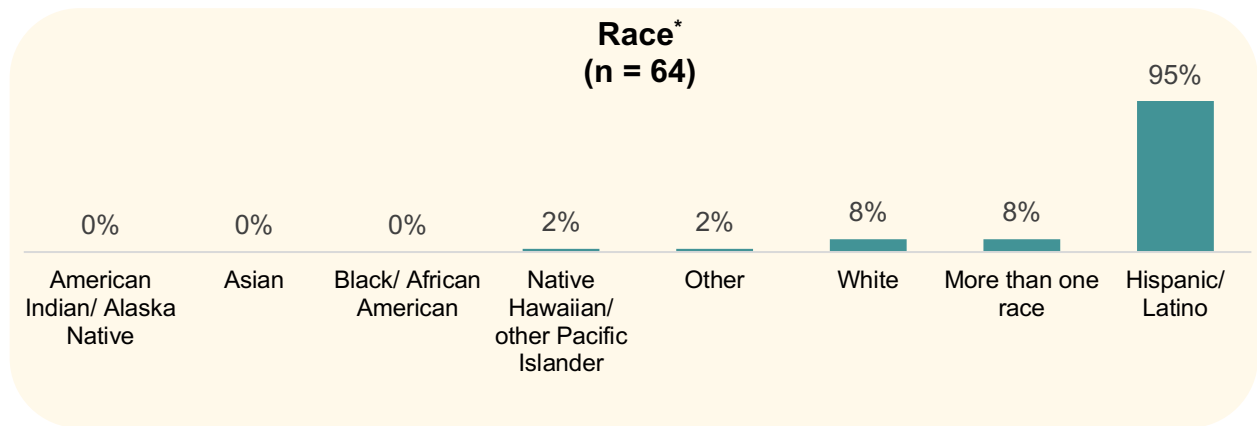 Race*
(n = 64)
95%
0%
0%
0%
2%
2%
8%
8%
American
Indian/ Alaska
Native
Asian
Black/ African
American
Native
Hawaiian/
other Pacific
Islander
Other
White
More than one
race
Hispanic/
Latino